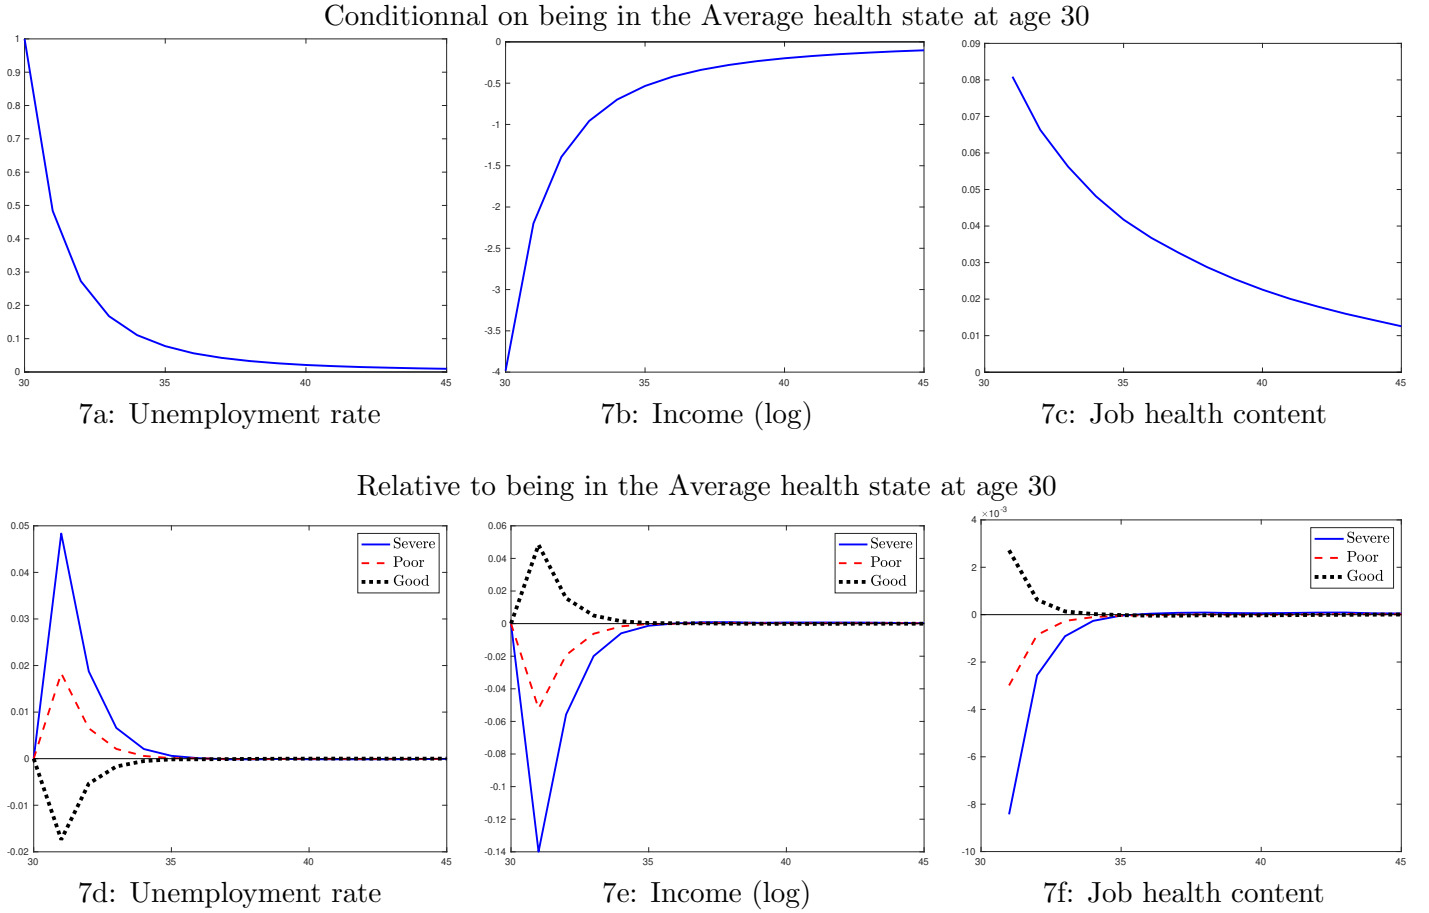 Conditionnal on being in the Average health state at age 30
1
0.9
0.8
0.7
0.6
0.5
0.4
0.3
0.2
0.1
0
30 35 40 45
7a: Unemployment rate
0
-0.5
-1
-1.5
-2
-2.5
-3
-3.5
-4
30 35 40 45
7b: Income (log)
0.09
0.08
0.07
0.06
0.05
0.04
0.03
0.02
0.01
0
30 35 40 45
7c: Job health content
Relative to being in the Average health state at age 30
0.05
0.04
0.03
0.02
0.01
0
-0.01
-0.02
30 35 40 45
Severe
Poor
Good
7d: Unemployment rate
0.06
0.04
0.02
0
-0.02
-0.04
-0.06
-0.08
-0.1
-0.12
-0.14
30 35 40 45
Severe
Poor
Good
7e: Income (log)
×10⁻³
4
2
0
-2
-4
-6
-8
-10
30 35 40 45
Severe
Poor
Good
7f: Job health content